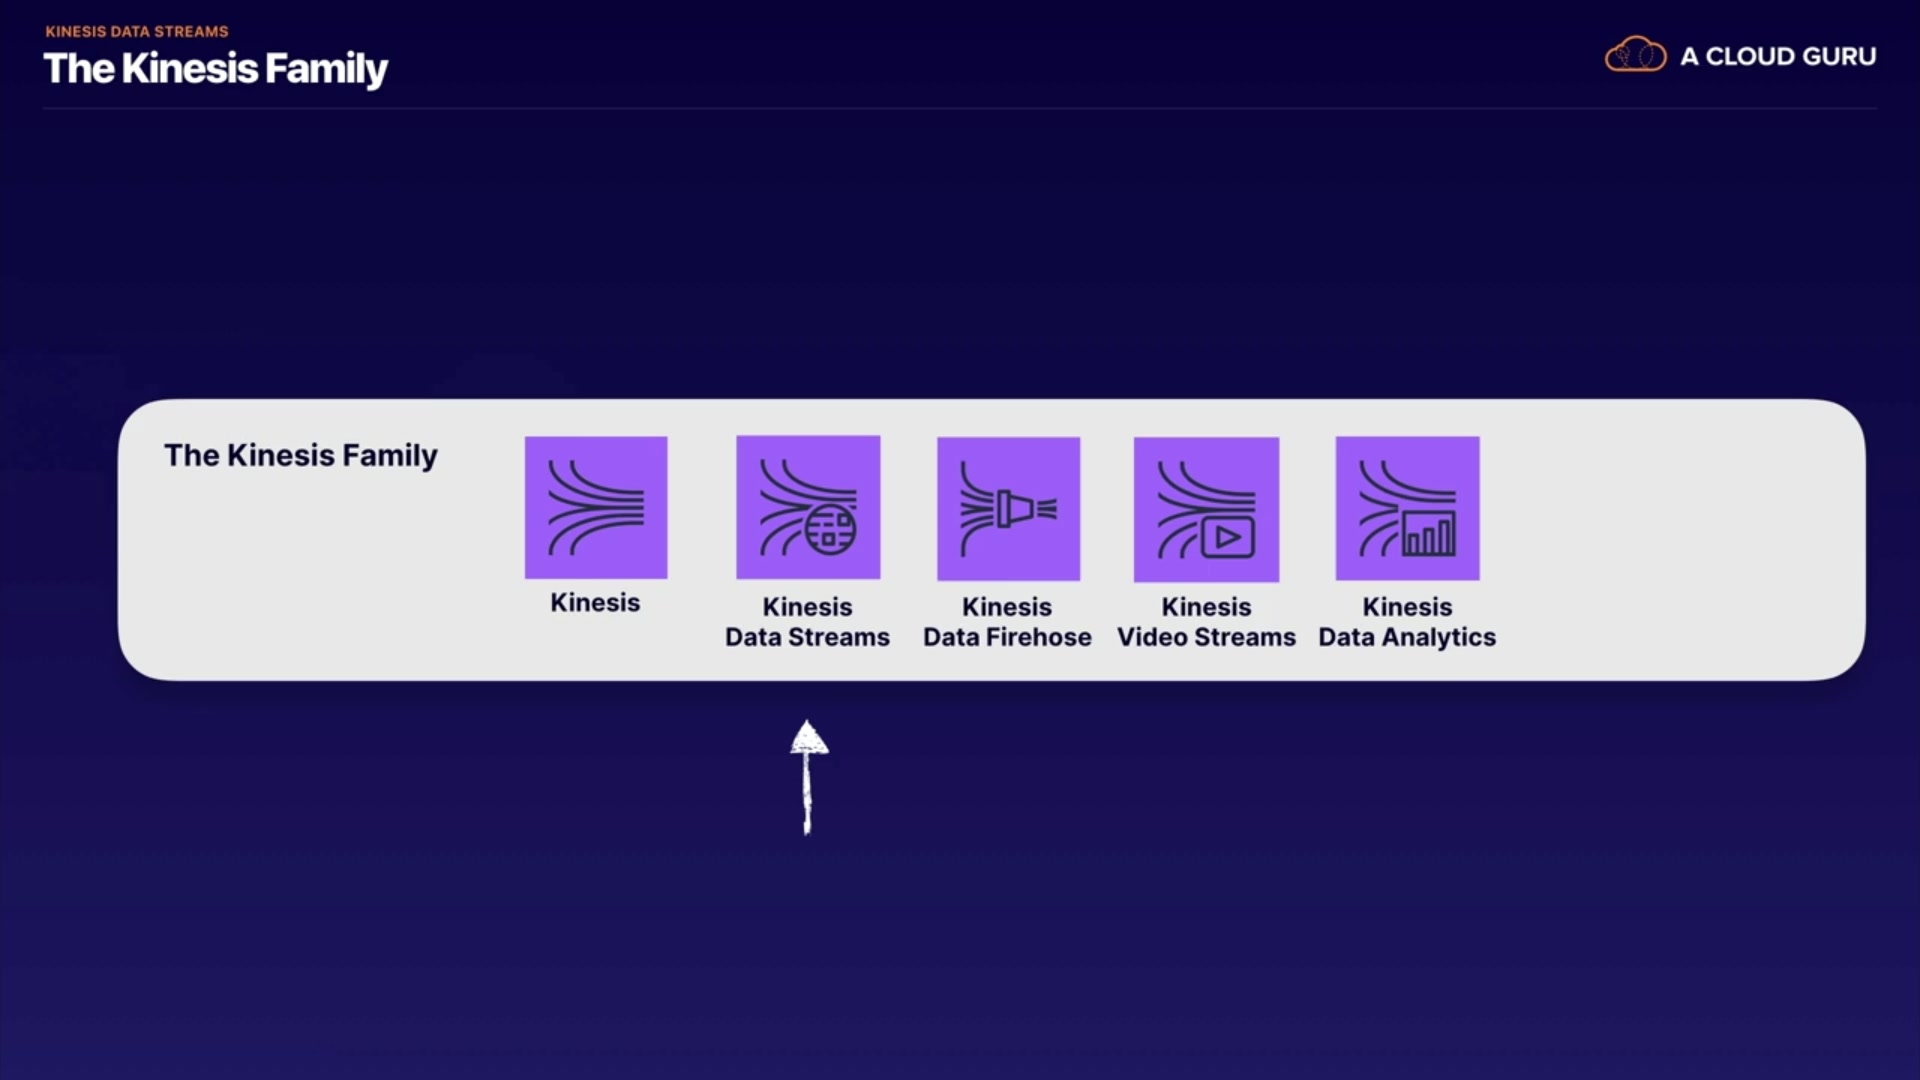 KINESIS DATA STREAMS
The Kinesis Family
A CLOUD GURU
The Kinesis Family
Kinesis
Kinesis
Data Streams
Kinesis
Data Firehose
Kinesis
Video Streams
Kinesis
Data Analytics